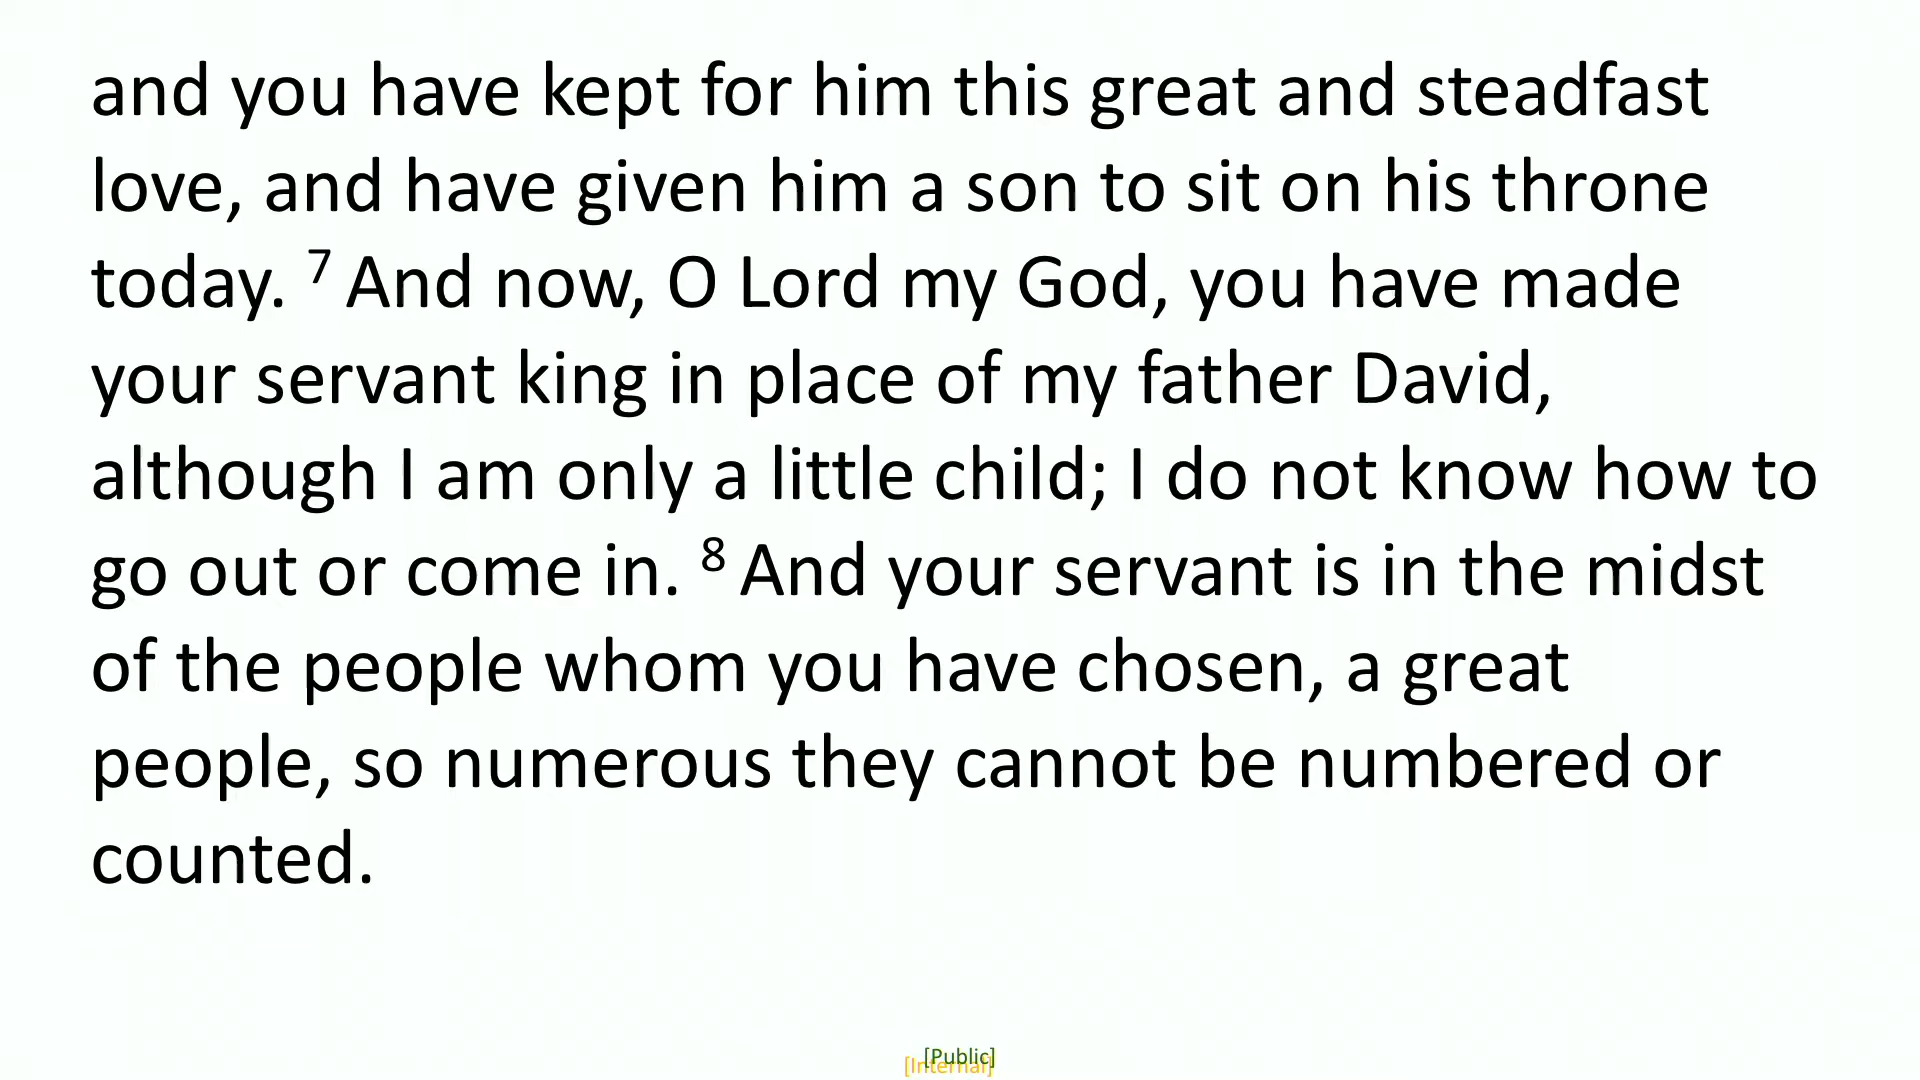 and you have kept for him this great and steadfast
love, and have given him a son to sit on his throne
today. 7 And now, O Lord my God, you have made
your servant king in place of my father David,
although I am only a little child; I do not know how to
go out or come in. 8 And your servant is in the midst
of the people whom you have chosen, a great
people, so numerous they cannot be numbered or
counted.
[Public]
[Internal]